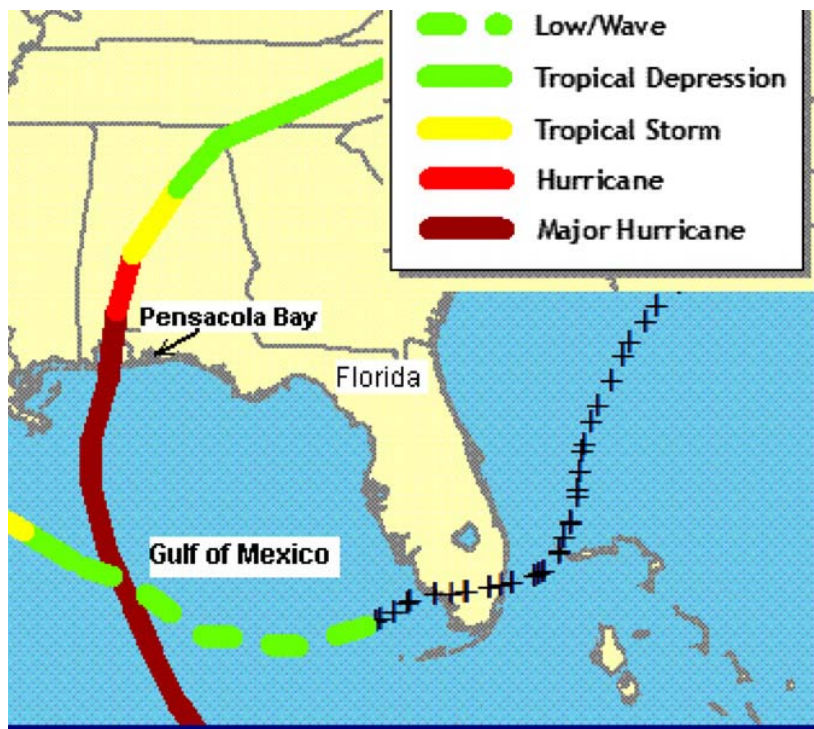 Low/Wave
Tropical Depression
Tropical Storm
Hurricane
Major Hurricane
Pensacola Bay
Florida
Gulf of Mexico